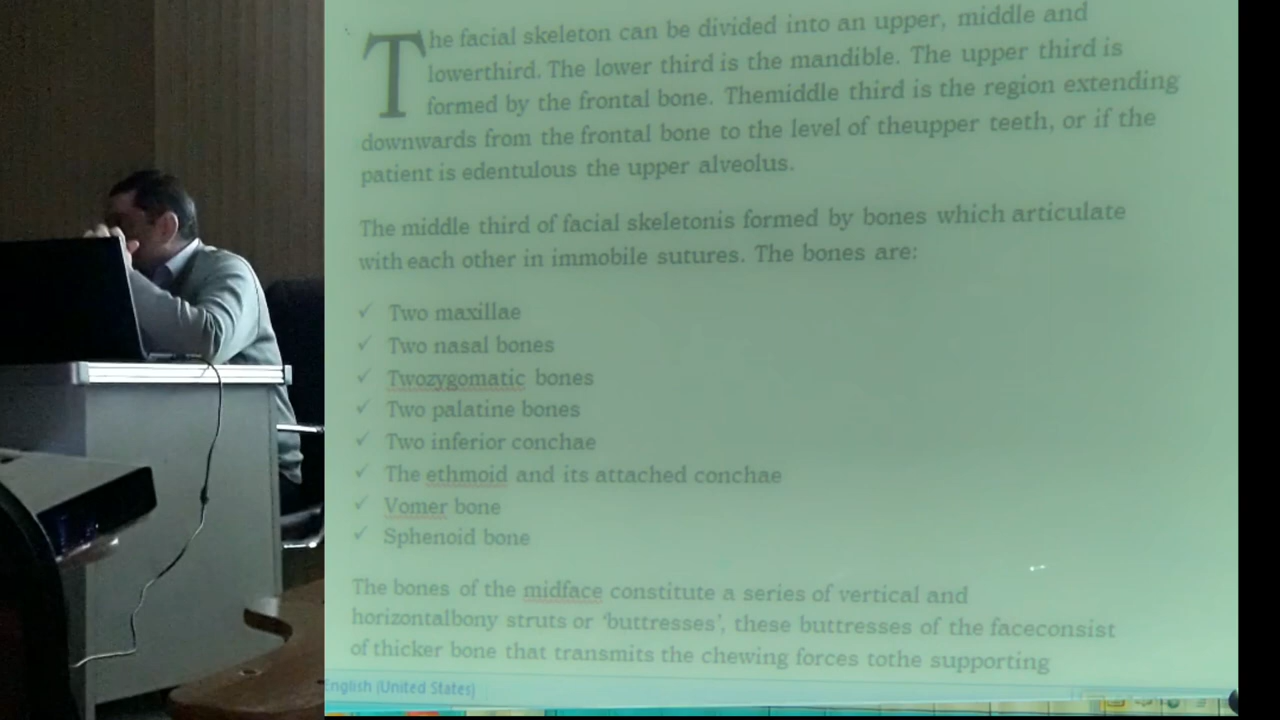 The facial skeleton can be divided into an upper, middle and
lowerthird. The lower third is the mandible. The upper third is
formed by the frontal bone. Themiddle third is the region extending
downwards from the frontal bone to the level of theupper teeth, or if the
patient is edentulous the upper alveolus.
The middle third of facial skeletonis formed by bones which articulate
with each other in immobile sutures. The bones are:
✓ Two maxillae
✓ Two nasal bones
✓ Twozygomatic bones
✓ Two palatine bones
✓ Two inferior conchae
✓ The ethmoid and its attached conchae
✓ Vomer bone
✓ Sphenoid bone
The bones of the midface constitute a series of vertical and
horizontalbony struts or ‘buttresses’, these buttresses of the faceconsist
of thicker bone that transmits the chewing forces tothe supporting
English (United States)